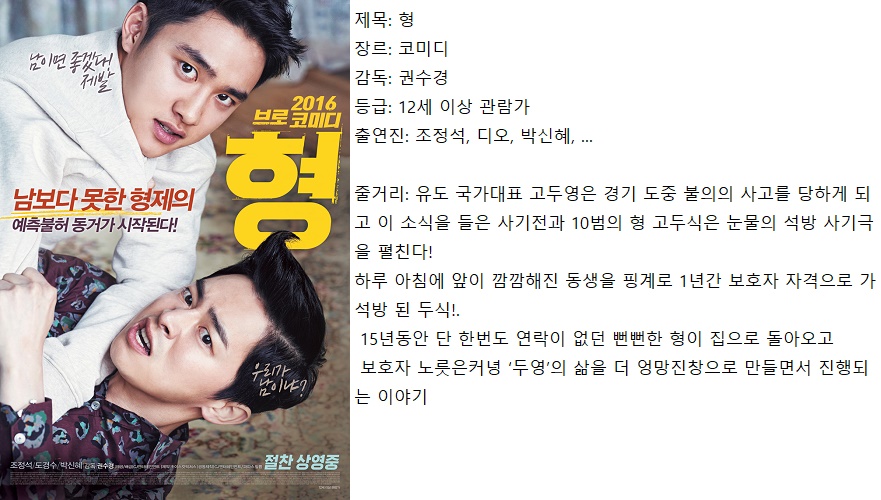 남이면 좋겠다!
제발
2016
브로 코미디
형
남보다 못한 형제의
예측불허 동거가 시작된다!
우리가
남이냐?
조정석/도경수/박신혜 감독 권수경
절찬 상영중
제목: 형
장르: 코미디
감독: 권수경
등급: 12세 이상 관람가
출연진: 조정석, 디오, 박신혜, ...
줄거리: 유도 국가대표 고두영은 경기 도중 불의의 사고를 당하게 되
고 이 소식을 들은 사기전과 10범의 형 고두식은 눈물의 석방 사기극
을 펼친다!
하루 아침에 앞이 깜깜해진 동생을 핑계로 1년간 보호자 자격으로 가
석방 된 두식!.
15년동안 단 한번도 연락이 없던 뻔뻔한 형이 집으로 돌아오고
보호자 노릇은커녕 ‘두영’의 삶을 더 엉망진창으로 만들면서 진행되
는 이야기